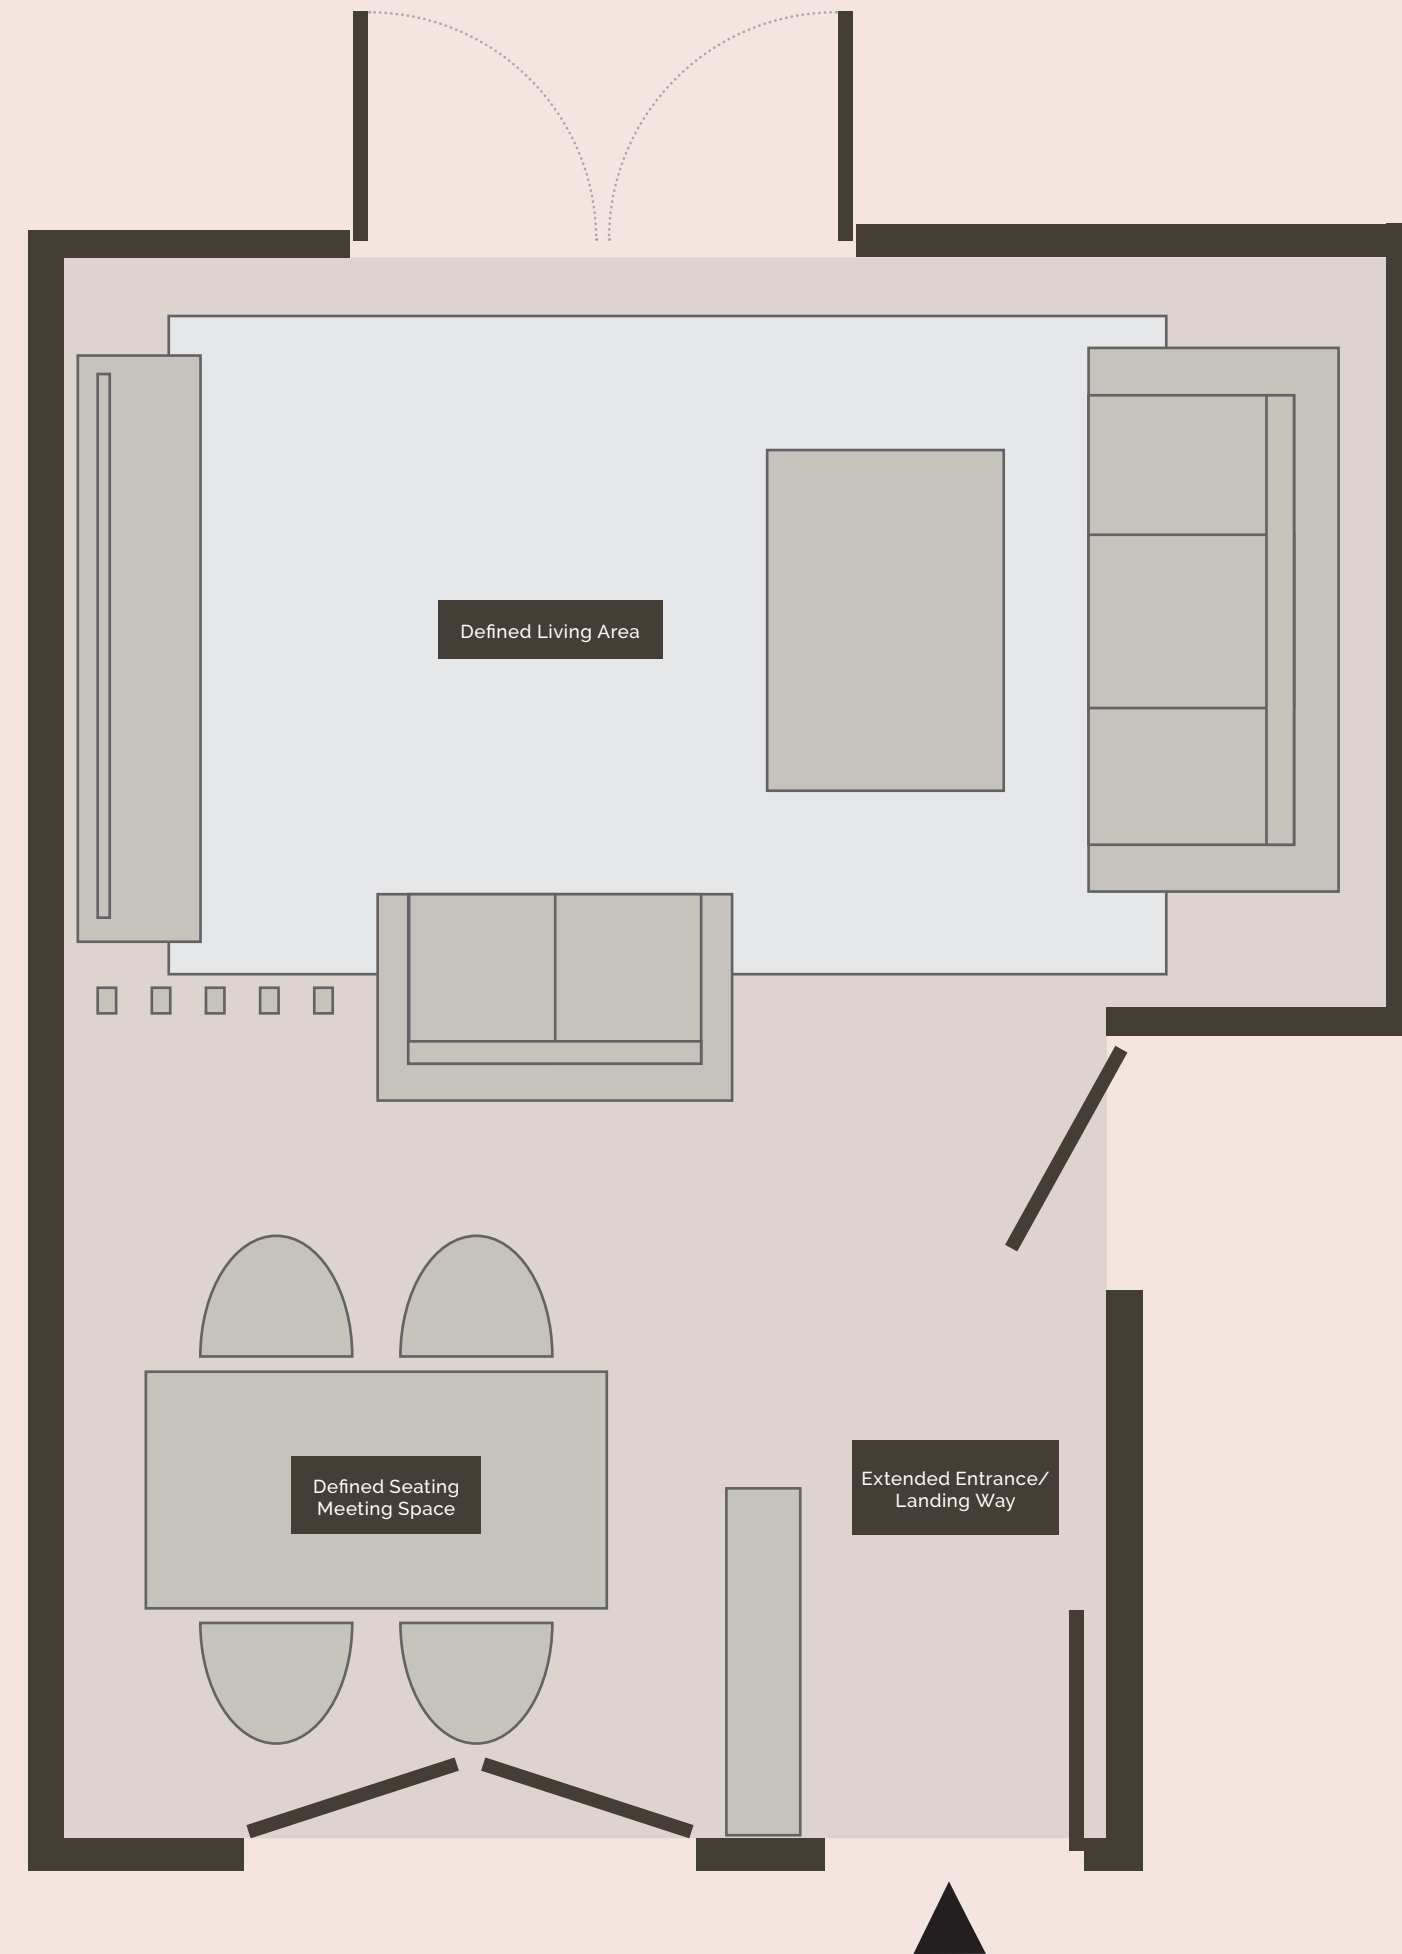 Defined Living Area
Defined Seating
Meeting Space
Extended Entrance/
Landing Way